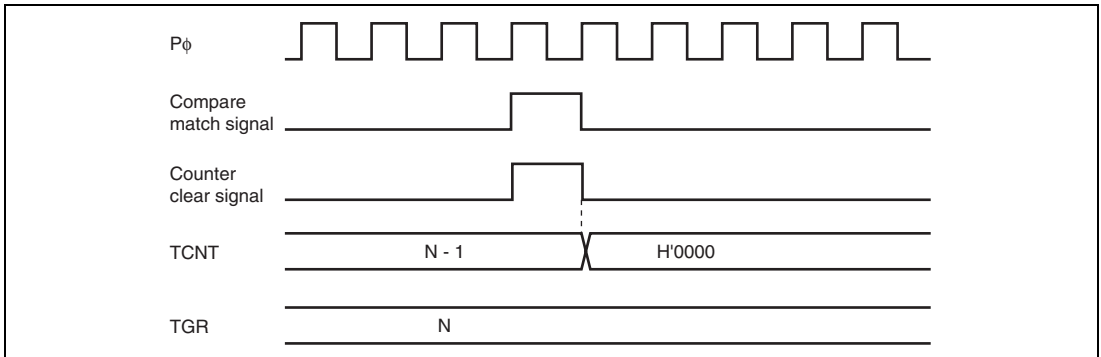 Pϕ
Compare
match signal
Counter
clear signal
TCNT
N - 1
H'0000
TGR
N